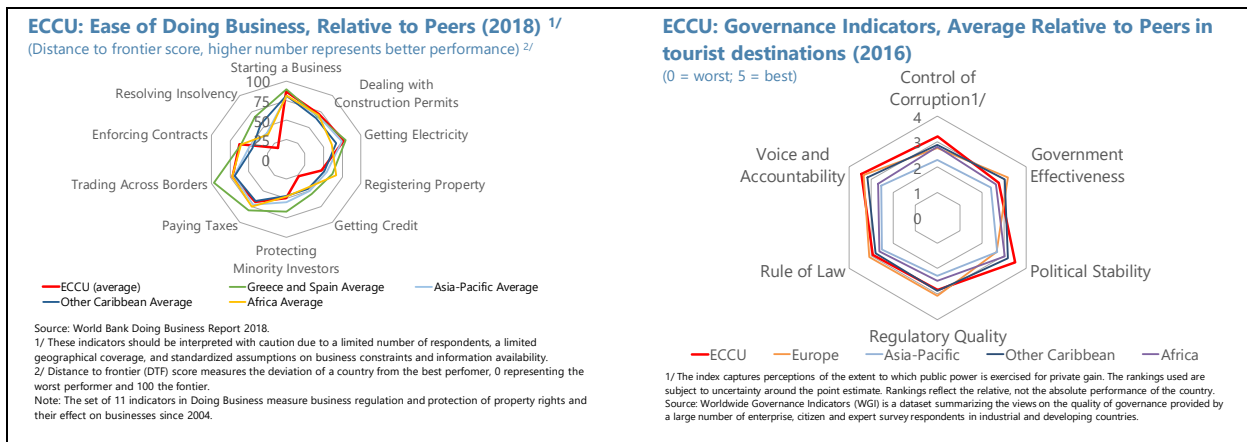 ECCU: Ease of Doing Business, Relative to Peers (2018) 1/
(Distance to frontier score, higher number represents better performance) 2/
Starting a Business
Dealing with
Construction Permits
Getting Electricity
Registering Property
Getting Credit
Protecting
Minority Investors
Paying Taxes
Trading Across Borders
Enforcing Contracts
Resolving Insolvency
100
75
50
25
0
ECCU (average)
Greece and Spain Average
Asia-Pacific Average
Other Caribbean Average
Africa Average
Source: World Bank Doing Business Report 2018.
1/ These indicators should be interpreted with caution due to a limited number of respondents, a limited
geographical coverage, and standardized assumptions on business constraints and information availability.
2/ Distance to frontier (DTF) score measures the deviation of a country from the best perfomer, 0 representing the
worst performer and 100 the fontier.
Note: The set of 11 indicators in Doing Business measure business regulation and protection of property rights and
their effect on businesses since 2004.
ECCU: Governance Indicators, Average Relative to Peers in
tourist destinations (2016)
(0 = worst; 5 = best)
Control of
Corruption1/
Government
Effectiveness
Political Stability
Regulatory Quality
Rule of Law
Voice and
Accountability
4
3
2
1
0
ECCU
Europe
Asia-Pacific
Other Caribbean
Africa
1/ The index captures perceptions of the extent to which public power is exercised for private gain. The rankings used are
subject to uncertainty around the point estimate. Rankings reflect the relative, not the absolute performance of the country.
Source: Worldwide Governance Indicators (WGI) is a dataset summarizing the views on the quality of governance provided by
a large number of enterprise, citizen and expert survey respondents in industrial and developing countries.